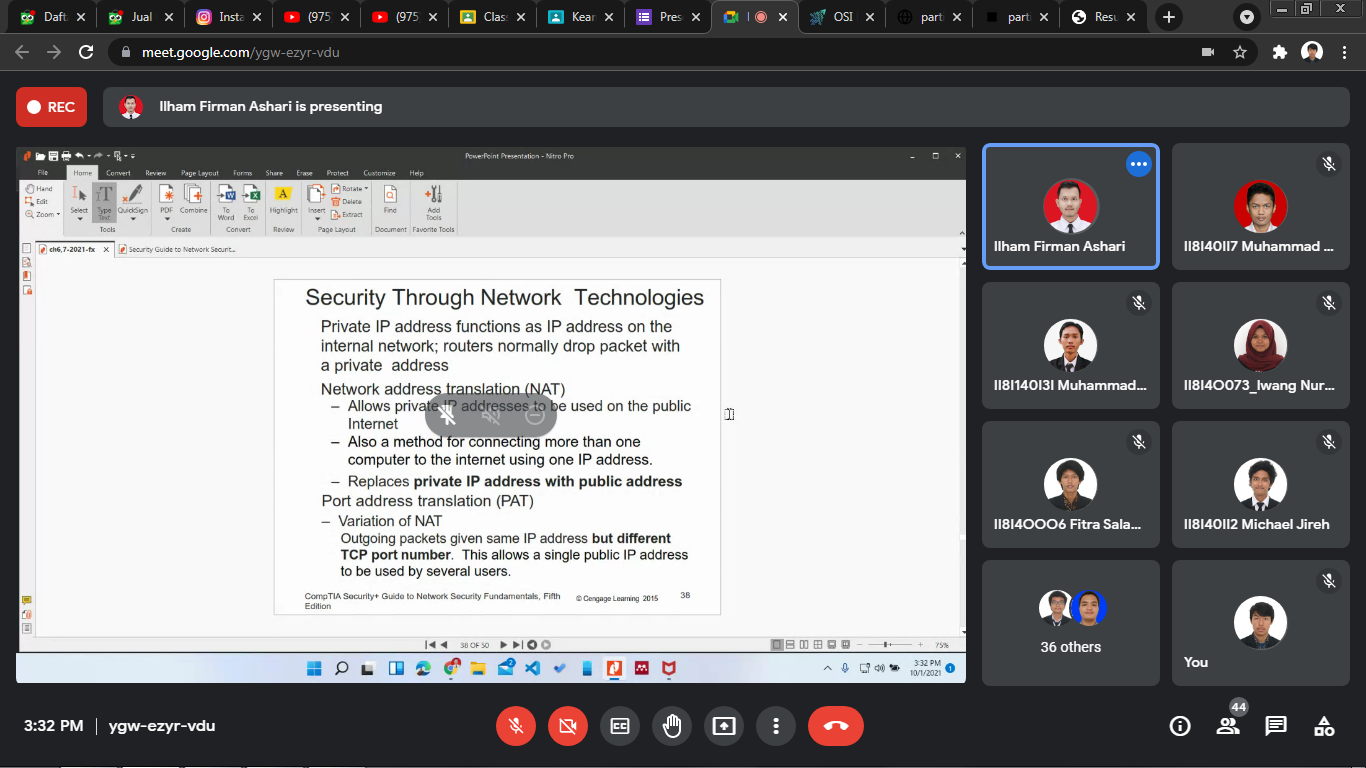 Dafta
Jual
Insta
(975
(975
Class
Kear
Pres
OSI
parti
parti
Resu
meet.google.com/ygw-ezyr-vdu
REC
Ilham Firman Ashari is presenting
PowerPoint Presentation - Nitro Pro
File Home Convert Review Page Layout Forms Share Erase Protect Customize Help
Hand
Edit
Zoom
Select
Type Text
QuickSign
PDF
Combine
To Word
To Excel
Highlight
Insert
Rotate
Delete
Extract
Find
Add Tools
Tools Create Convert Review Page Layout Document Favorite Tools
ch6,7-2021-fx
Security Guide to Network Securit...
Security Through Network Technologies
Private IP address functions as IP address on the
internal network; routers normally drop packet with
a private address
Network address translation (NAT)
– Allows private IP addresses to be used on the public
Internet
– Also a method for connecting more than one
computer to the internet using one IP address.
– Replaces private IP address with public address
Port address translation (PAT)
– Variation of NAT
Outgoing packets given same IP address but different
TCP port number. This allows a single public IP address
to be used by several users.
CompTIA Security+ Guide to Network Security Fundamentals, Fifth
Edition
© Cengage Learning 2015
38
38 OF 50
75%
3:32 PM
10/1/2021
Ilham Firman Ashari
II8I40II7 Muhammad ...
II8I140I3I Muhammad...
II8I4O073_Iwang Nur...
II8I4OOO6 Fitra Sala...
II8I40II2 Michael Jireh
36 others
You
3:32 PM | ygw-ezyr-vdu
44